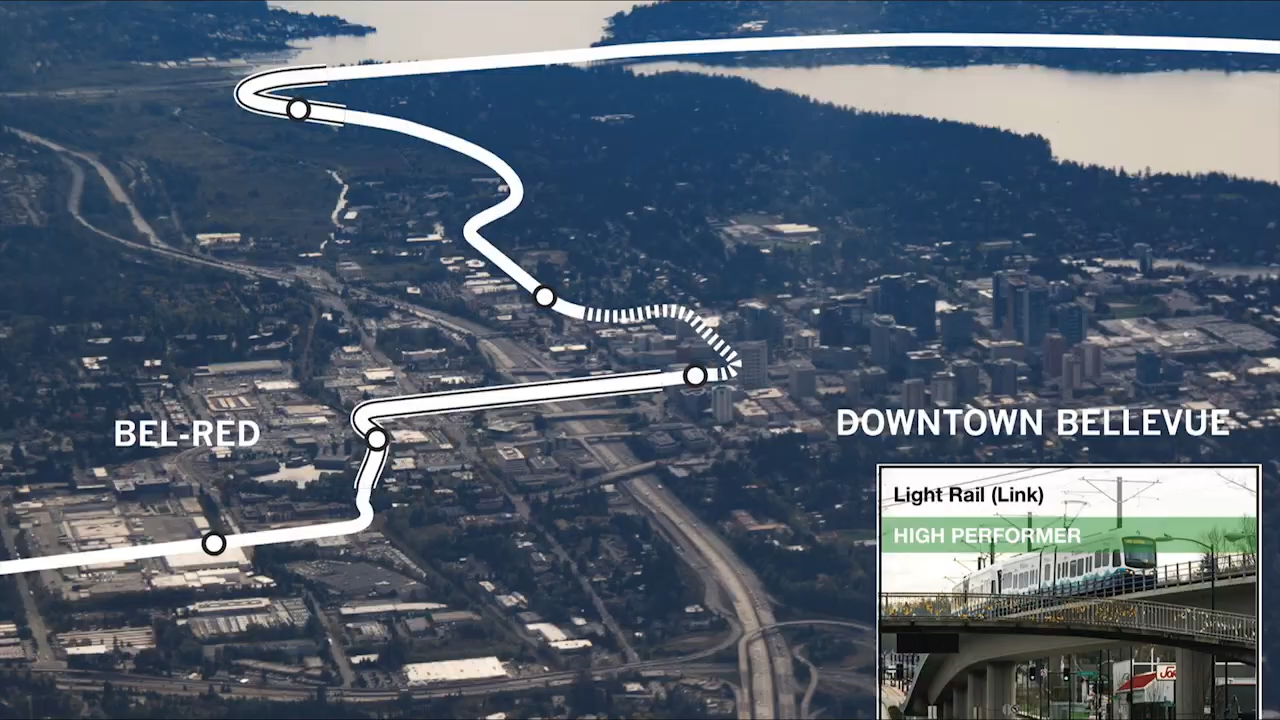 BEL-RED
DOWNTOWN BELLEVUE
Light Rail (Link)
HIGH PERFORMER